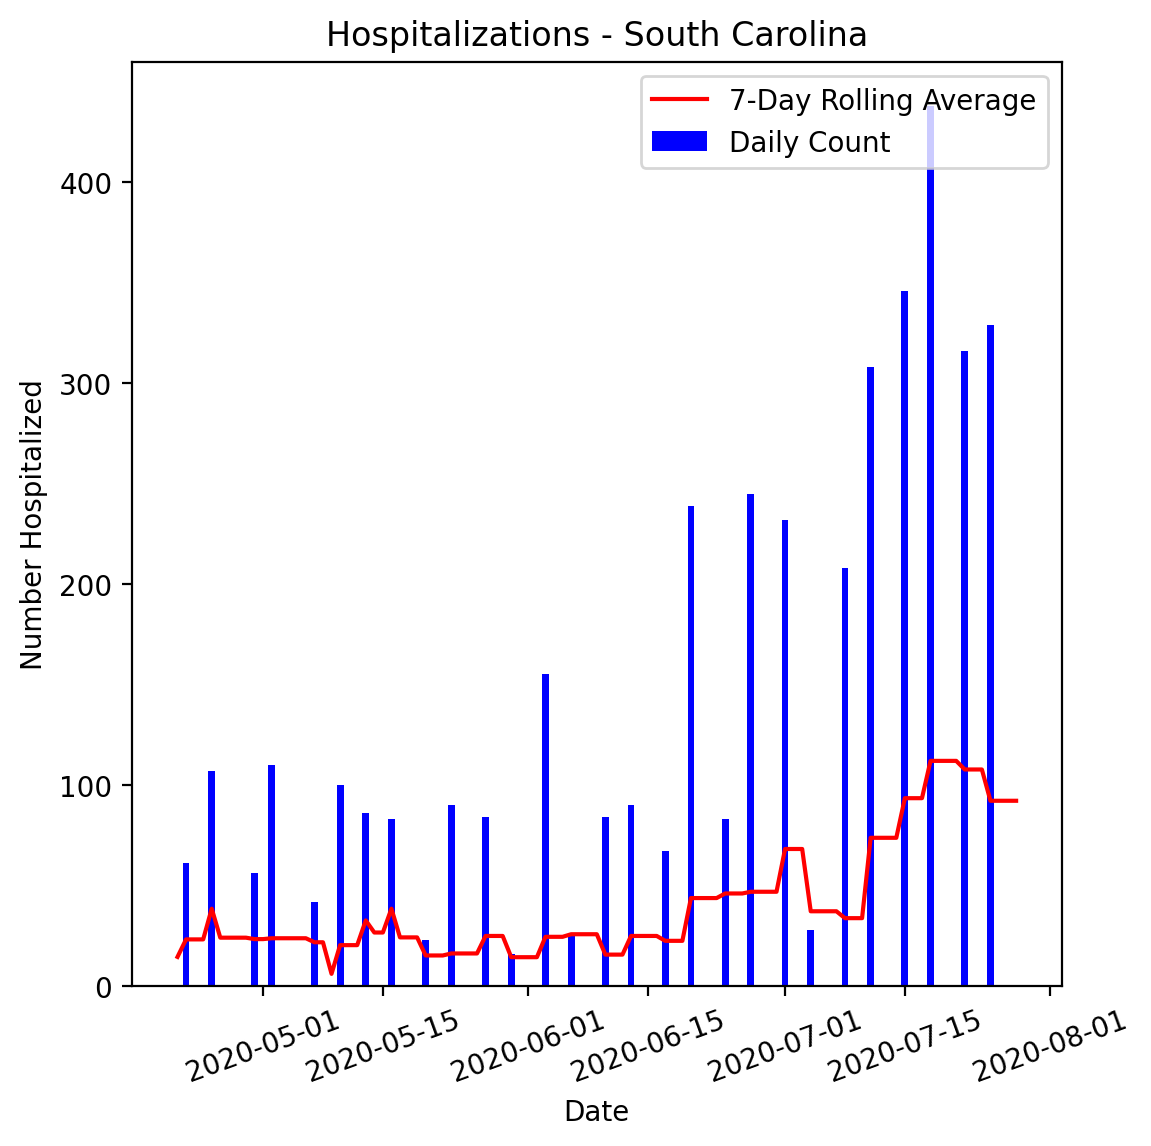 Hospitalizations - South Carolina
7-Day Rolling Average
Daily Count
Number Hospitalized
400
300
200
100
0
2020-05-01
2020-05-15
2020-06-01
2020-06-15
2020-07-01
2020-07-15
2020-08-01
Date